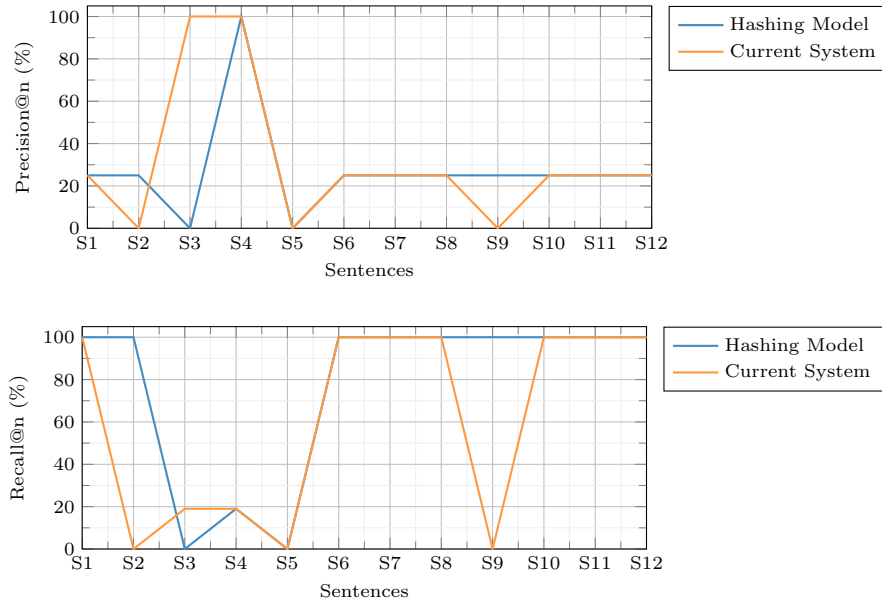 Precision@n (%)
100
80
60
40
20
0
S1 S2 S3 S4 S5 S6 S7 S8 S9 S10 S11 S12
Sentences
Hashing Model
Current System
Recall@n (%)
100
80
60
40
20
0
S1 S2 S3 S4 S5 S6 S7 S8 S9 S10 S11 S12
Sentences
Hashing Model
Current System